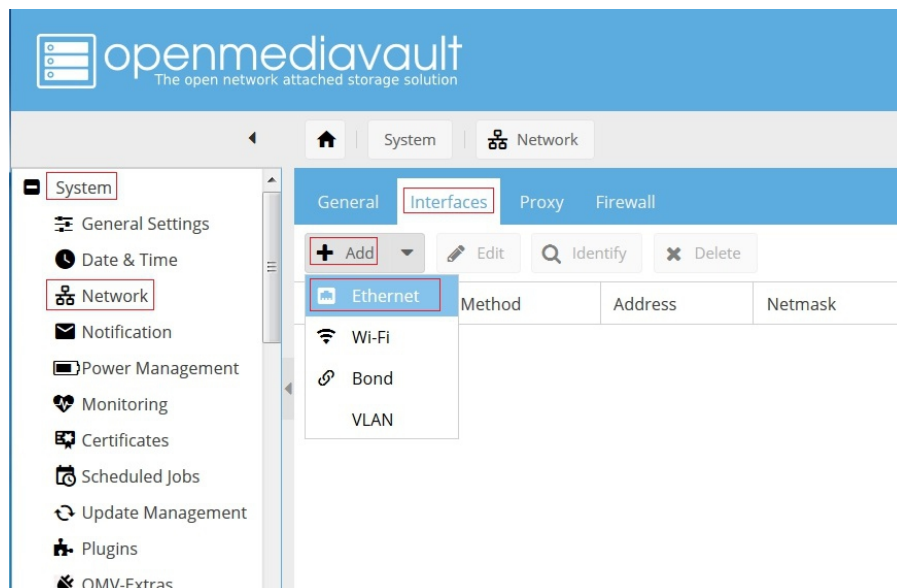 openmediavault
The open network attached storage solution
System
Network
System
General Settings
Date & Time
Network
Notification
Power Management
Monitoring
Certificates
Scheduled Jobs
Update Management
Plugins
OMV-Extras
General Interfaces Proxy Firewall
Add Edit Identify Delete
Method Address Netmask
Ethernet
Wi-Fi
Bond
VLAN